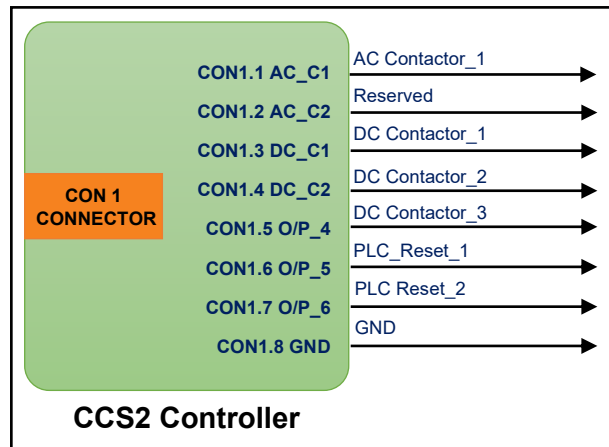 CON1.1 AC_C1 AC Contactor_1
CON1.2 AC_C2 Reserved
CON1.3 DC_C1 DC Contactor_1
CON1.4 DC_C2 DC Contactor_2
CON 1
CONNECTOR
CON1.5 O/P_4 DC Contactor_3
CON1.6 O/P_5 PLC_Reset_1
CON1.7 O/P_6 PLC Reset_2
CON1.8 GND GND
CCS2 Controller